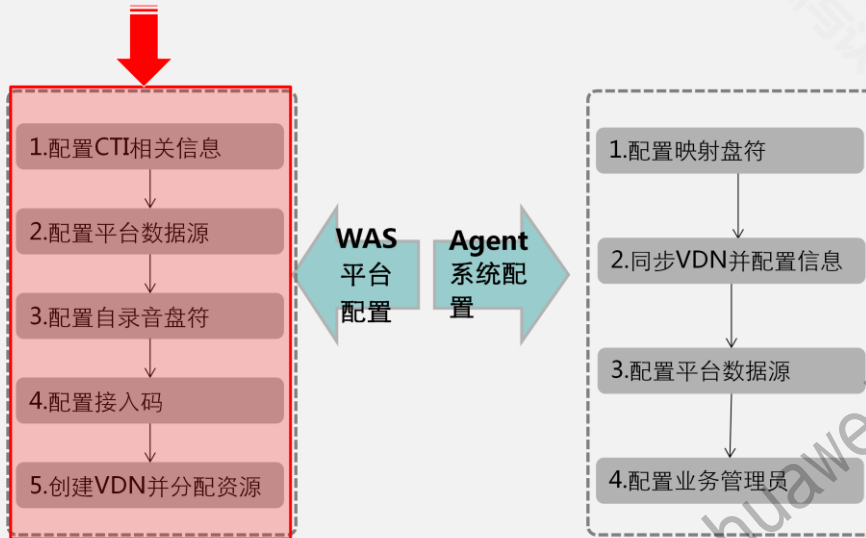 1.配置CTI相关信息
2.配置平台数据源
3.配置自录音盘符
4.配置接入码
5.创建VDN并分配资源
WAS
平台
配置
Agent
系统配
置
1.配置映射盘符
2.同步VDN并配置信息
3.配置平台数据源
4.配置业务管理员
huawe